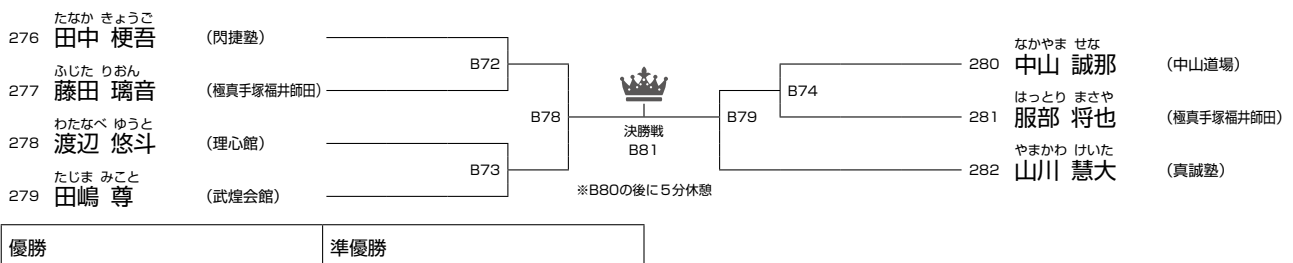 たなか きょうご
276 田中 梗吾 (閃捷塾)
ふじた りおん
277 藤田 璃音 (極真手塚福井師田)
わたなべ ゆうと
278 渡辺 悠斗 (理心館)
たじま みこと
279 田嶋 尊 (武煌会館)
B72
B73
B78
決勝戦
B81
※B80の後に5分休憩
B79
B74
なかやま せな
280 中山 誠那 (中山道場)
はっとり まさや
281 服部 将也 (極真手塚福井師田)
やまかわ けいた
282 山川 慧大 (真誠塾)
優勝
準優勝